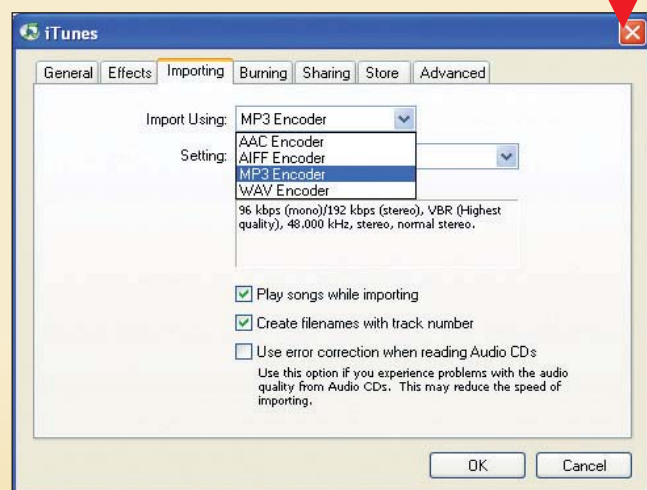 iTunes
General Effects Importing Burning Sharing Store Advanced
Import Using: MP3 Encoder
AAC Encoder
AIFF Encoder
Setting:
MP3 Encoder
WAV Encoder
96 kbps (mono)/192 kbps (stereo), VBR (Highest
quality), 48.000 kHz, stereo, normal stereo.
Play songs while importing
Create filenames with track number
Use error correction when reading Audio CDs
Use this option if you experience problems with the audio
quality from Audio CDs. This may reduce the speed of
importing.
OK Cancel